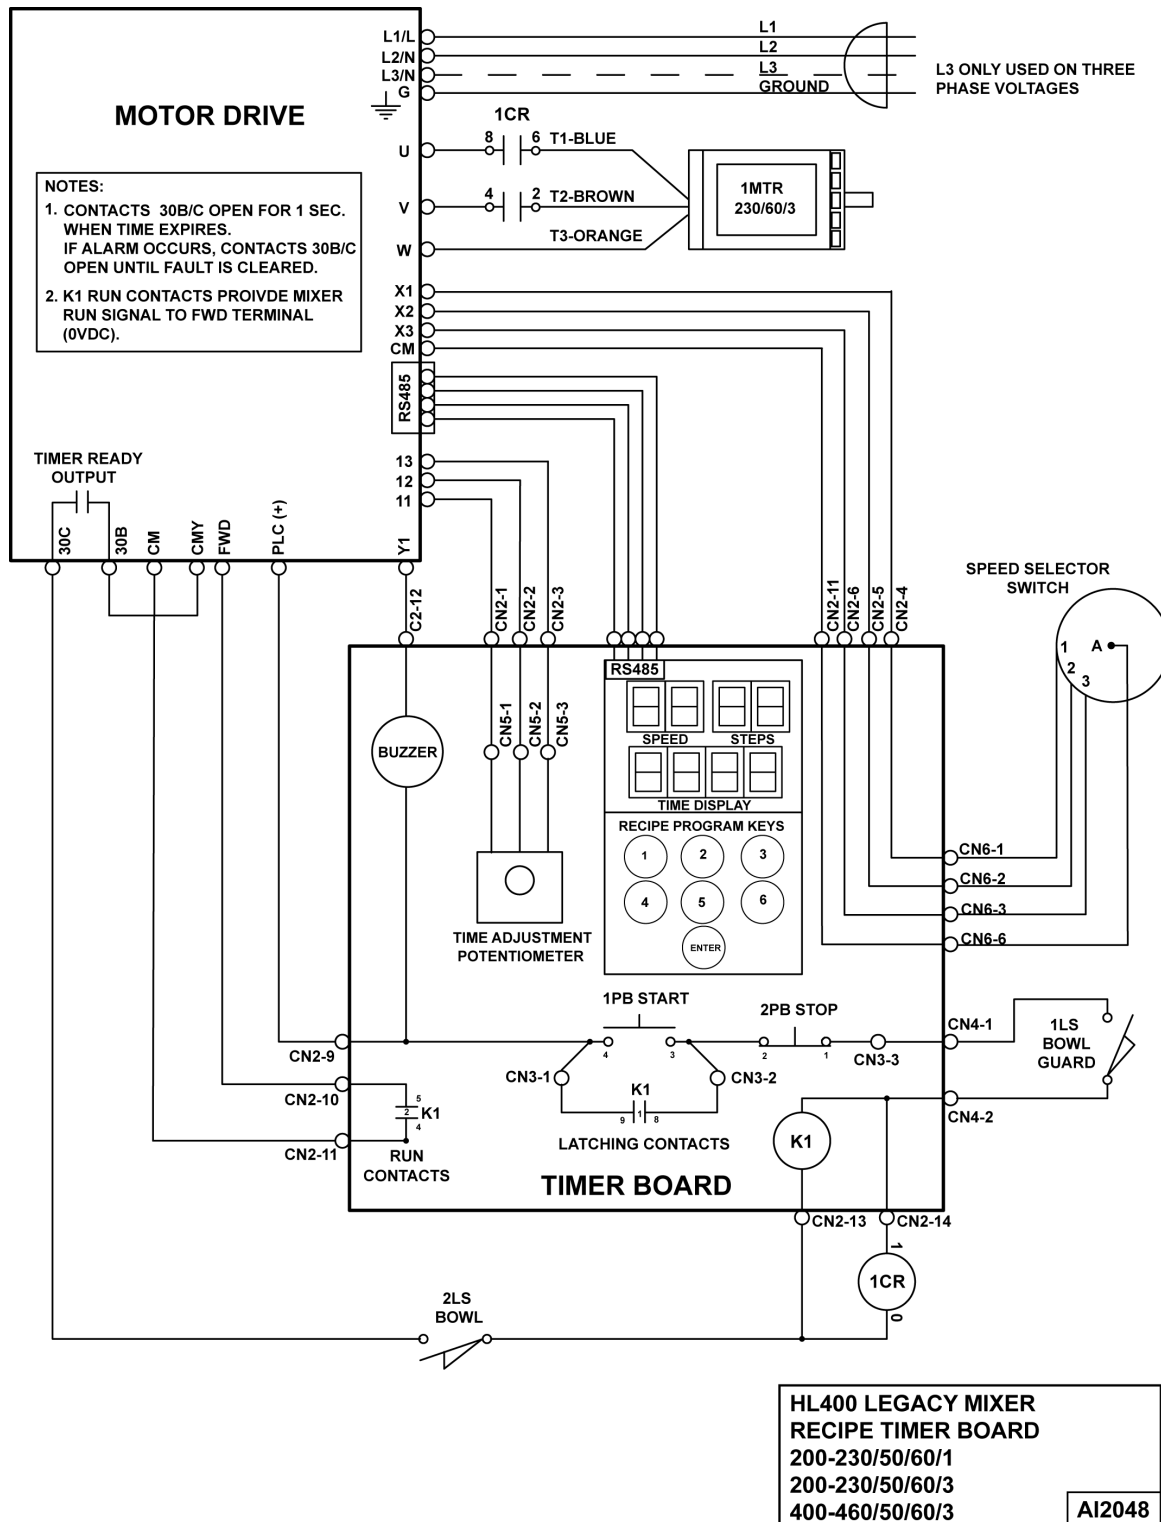 MOTOR DRIVE
NOTES:
1. CONTACTS 30B/C OPEN FOR 1 SEC.
WHEN TIME EXPIRES.
IF ALARM OCCURS, CONTACTS 30B/C
OPEN UNTIL FAULT IS CLEARED.
2. K1 RUN CONTACTS PROIVDE MIXER
RUN SIGNAL TO FWD TERMINAL
(0VDC).
L1/L
L2/N
L3/N
G
L1
L2
L3
GROUND
L3 ONLY USED ON THREE
PHASE VOLTAGES
1CR
U
8
6
T1-BLUE
V
4
2
T2-BROWN
W
T3-ORANGE
1MTR
230/60/3
X1
X2
X3
CM
RS485
13
12
11
TIMER READY
OUTPUT
30C
30B
CM
CMY
FWD
PLC (+)
Y1
C2-12
CN2-1
CN2-2
CN2-3
CN2-11
CN2-6
CN2-5
CN2-4
SPEED SELECTOR
SWITCH
1
2
3
A
RS485
SPEED
STEPS
TIME DISPLAY
RECIPE PROGRAM KEYS
1
2
3
4
5
6
ENTER
BUZZER
CN5-1
CN5-2
CN5-3
TIME ADJUSTMENT
POTENTIOMETER
CN6-1
CN6-2
CN6-3
CN6-6
1PB START
4
3
2PB STOP
2
1
CN3-3
CN4-1
1LS
BOWL
GUARD
CN4-2
CN2-9
CN2-10
CN2-11
CN3-1
CN3-2
K1
9
1
8
LATCHING CONTACTS
5
2
4
K1
RUN
CONTACTS
K1
TIMER BOARD
CN2-13
CN2-14
1
1CR
0
2LS
BOWL
HL400 LEGACY MIXER
RECIPE TIMER BOARD
200-230/50/60/1
200-230/50/60/3
400-460/50/60/3
AI2048